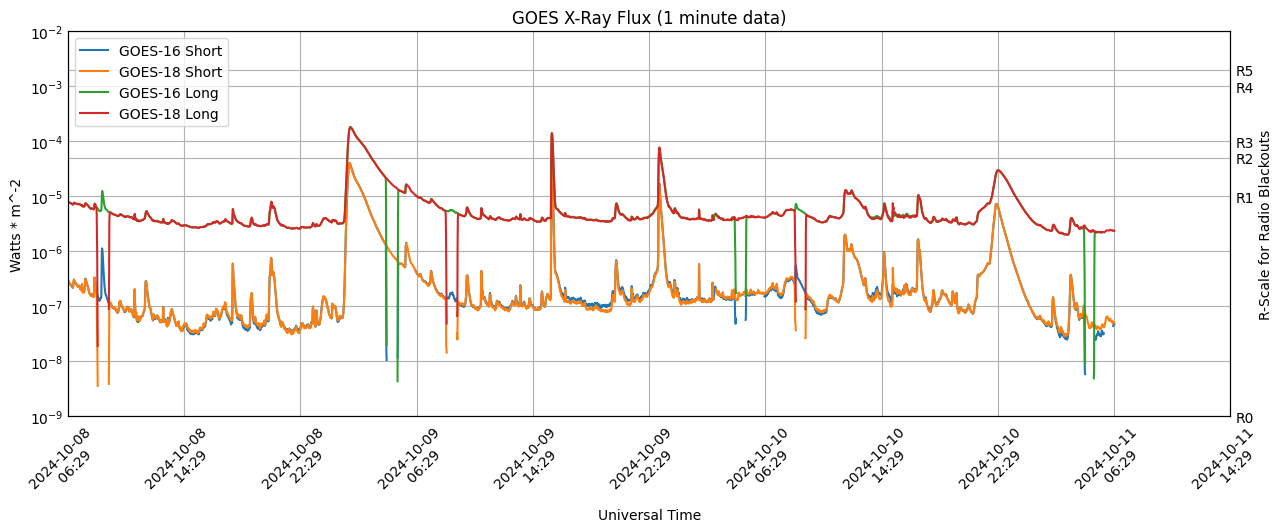 GOES X-Ray Flux (1 minute data)
GOES-16 Short
GOES-18 Short
GOES-16 Long
GOES-18 Long
Watts * m^-2
10^-2
10^-3
10^-4
10^-5
10^-6
10^-7
10^-8
10^-9
R5
R4
R3
R2
R1
R0
R-Scale for Radio Blackouts
2024-10-08
06:29
2024-10-08
14:29
2024-10-08
22:29
2024-10-09
06:29
2024-10-09
14:29
2024-10-09
22:29
2024-10-10
06:29
2024-10-10
14:29
2024-10-10
22:29
2024-10-11
06:29
2024-10-11
14:29
Universal Time